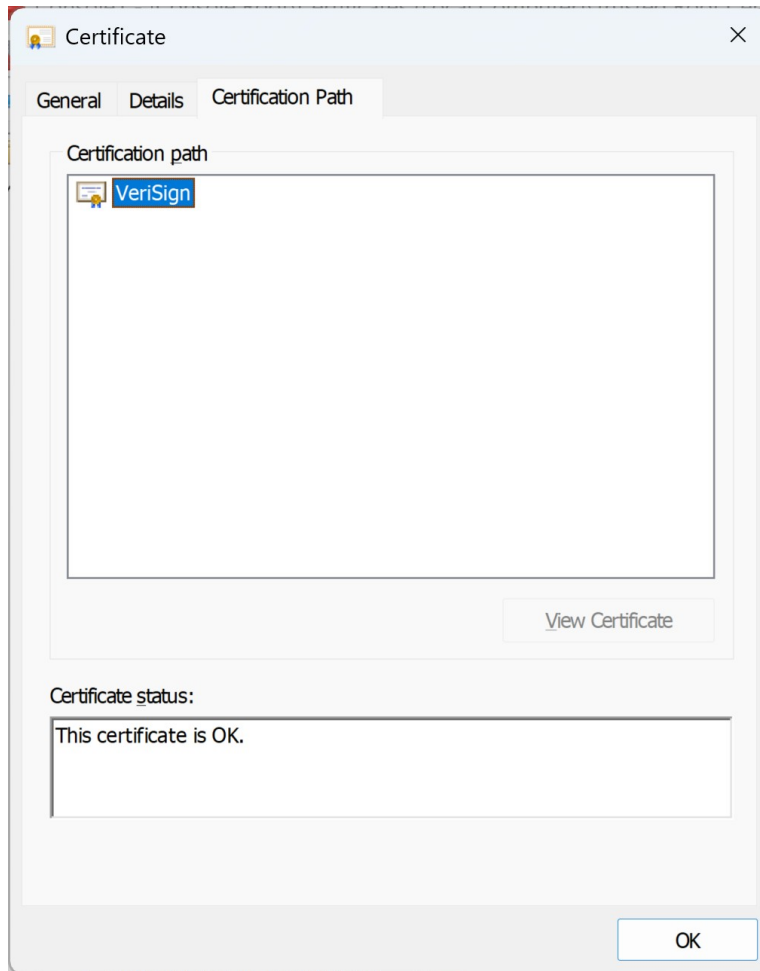 Certificate
General
Details
Certification Path
Certification path
VeriSign
View Certificate
Certificate status:
This certificate is OK.
OK